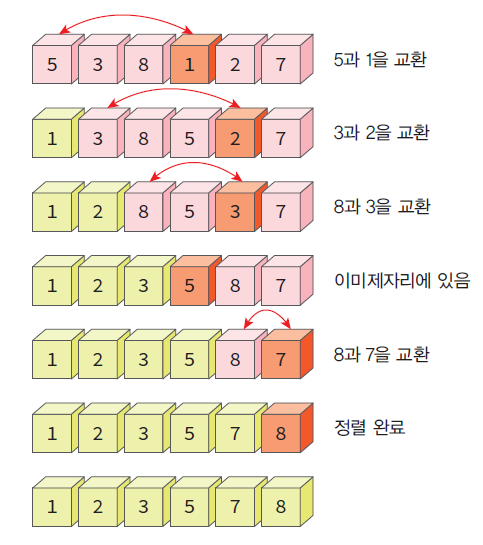 5 3 8 1 2 7 5과 1을 교환
1 3 8 5 2 7 3과 2을 교환
1 2 8 5 3 7 8과 3을 교환
1 2 3 5 8 7 이미제자리에 있음
1 2 3 5 8 7 8과 7을 교환
1 2 3 5 7 8 정렬 완료
1 2 3 5 7 8